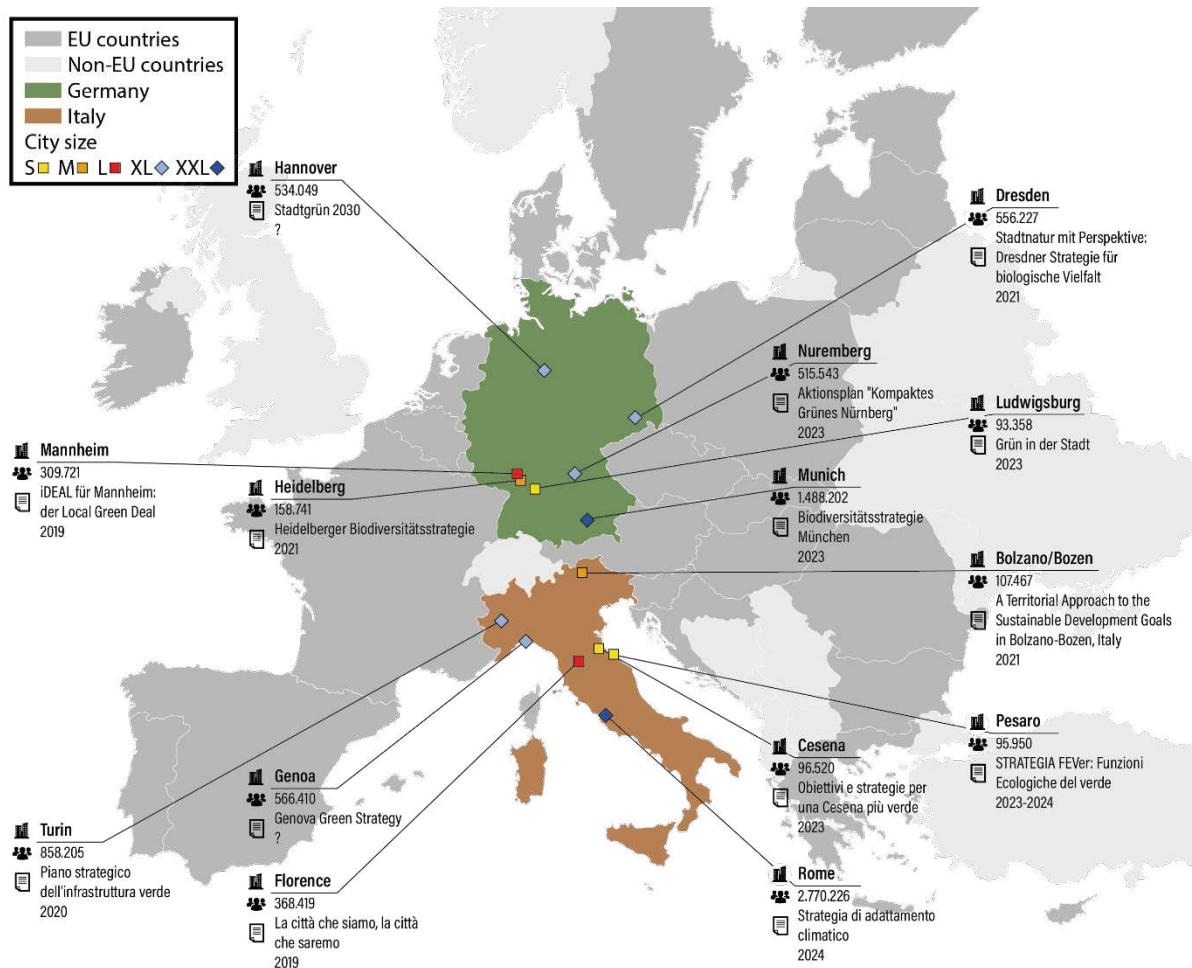 EU countries
Non-EU countries
Germany
Italy
City size
S M L XL XXL
Hannover
534.049
Stadtgrün 2030
?
Dresden
556.227
Stadtnatur mit Perspektive:
Dresdner Strategie für
biologische Vielfalt
2021
Nuremberg
515.543
Aktionsplan "Kompaktes
Grünes Nürnberg"
2023
Ludwigsburg
93.358
Grün in der Stadt
2023
Mannheim
309.721
iDEAL für Mannheim:
der Local Green Deal
2019
Heidelberg
158.741
Heidelberger Biodiversitätsstrategie
2021
Munich
1.488.202
Biodiversitätsstrategie
München
2023
Bolzano/Bozen
107.467
A Territorial Approach to the
Sustainable Development Goals
in Bolzano-Bozen, Italy
2021
Pesaro
95.950
STRATEGIA FEVer: Funzioni
Ecologiche del verde
2023-2024
Cesena
96.520
Obiettivi e strategie per
una Cesena più verde
2023
Genoa
566.410
Genova Green Strategy
?
Turin
858.205
Piano strategico
dell'infrastruttura verde
2020
Florence
368.419
La città che siamo, la città
che saremo
2019
Rome
2.770.226
Strategia di adattamento
climatico
2024